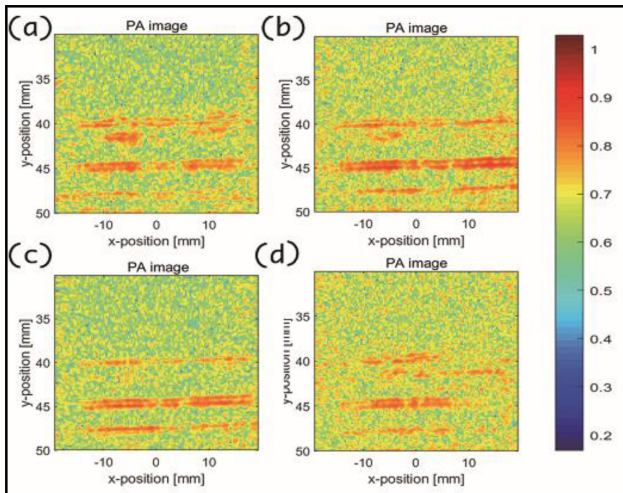 (a)
PA image
y-position [mm]
35
40
45
50
-10
0
10
x-position [mm]
(b)
PA image
y-position [mm]
35
40
45
50
-10
0
10
x-position [mm]
(c)
PA image
y-position [mm]
35
40
45
50
-10
0
10
x-position [mm]
(d)
PA image
y-position [mm]
35
40
45
50
-10
0
10
x-position [mm]
1
0.9
0.8
0.7
0.6
0.5
0.4
0.3
0.2